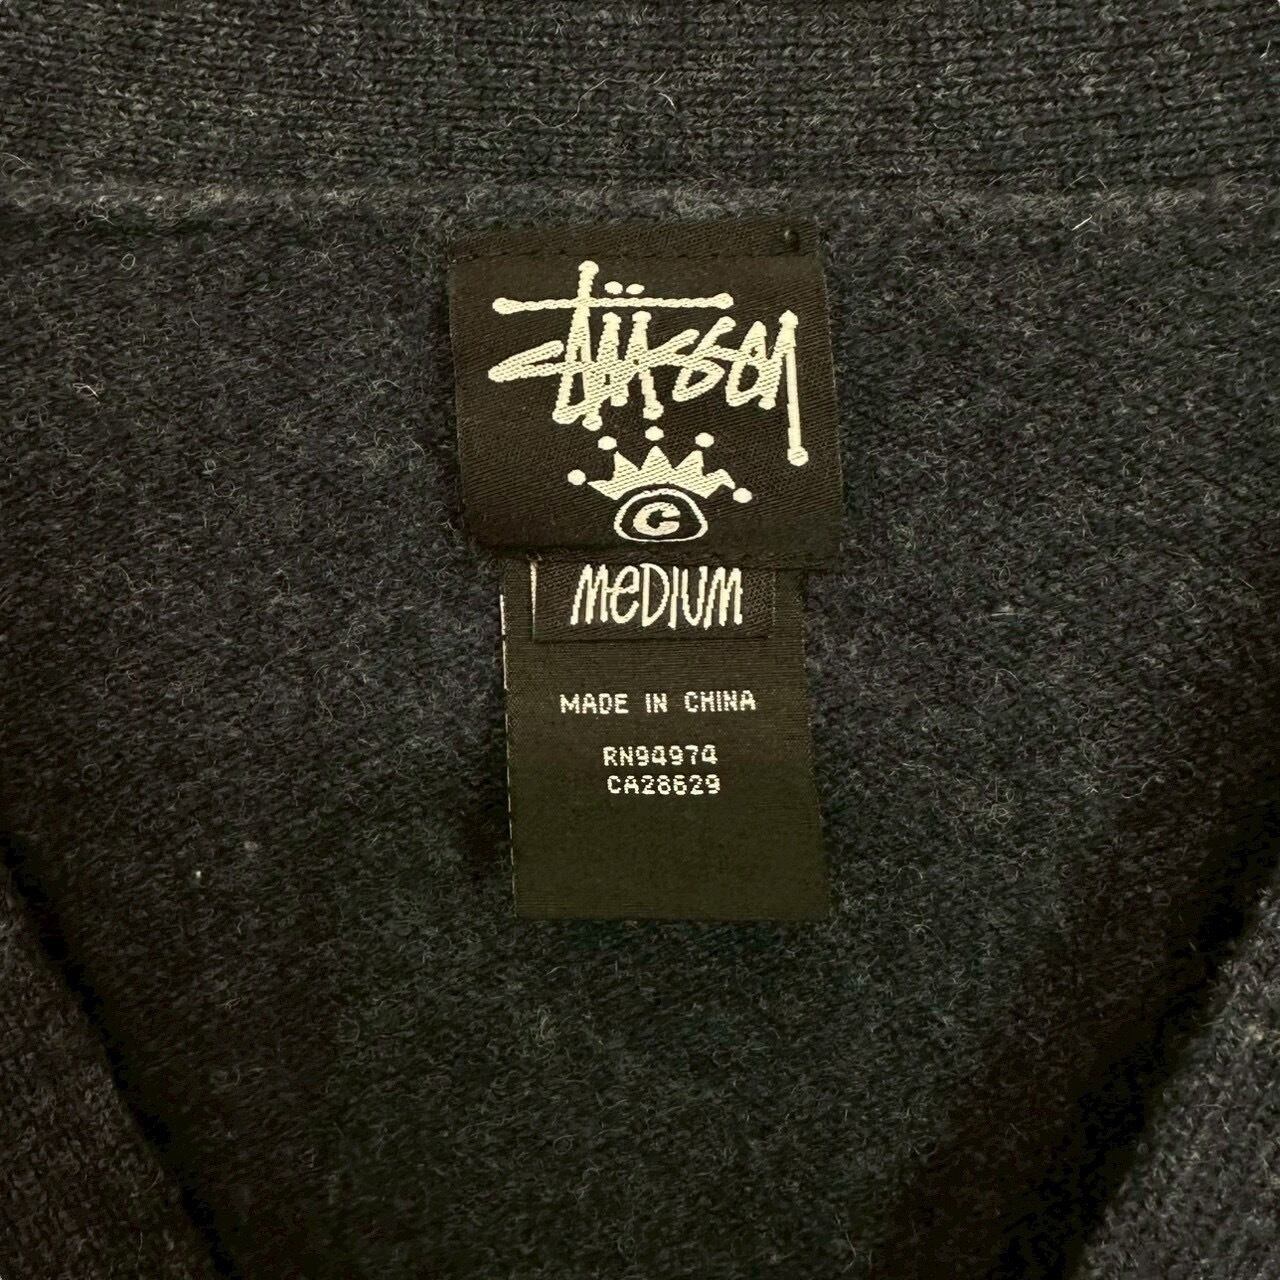 Stüssy
C
MEDIUM
MADE IN CHINA
RN94974
CA28629